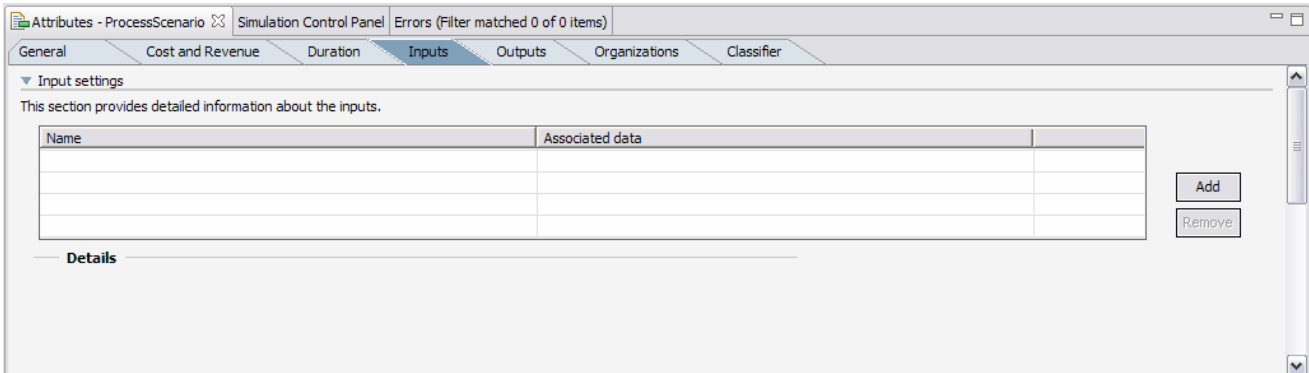 Attributes - ProcessScenario Simulation Control Panel Errors (Filter matched 0 of 0 items)
General Cost and Revenue Duration Inputs Outputs Organizations Classifier
Input settings
This section provides detailed information about the inputs.
Name Associated data
Add
Remove
Details